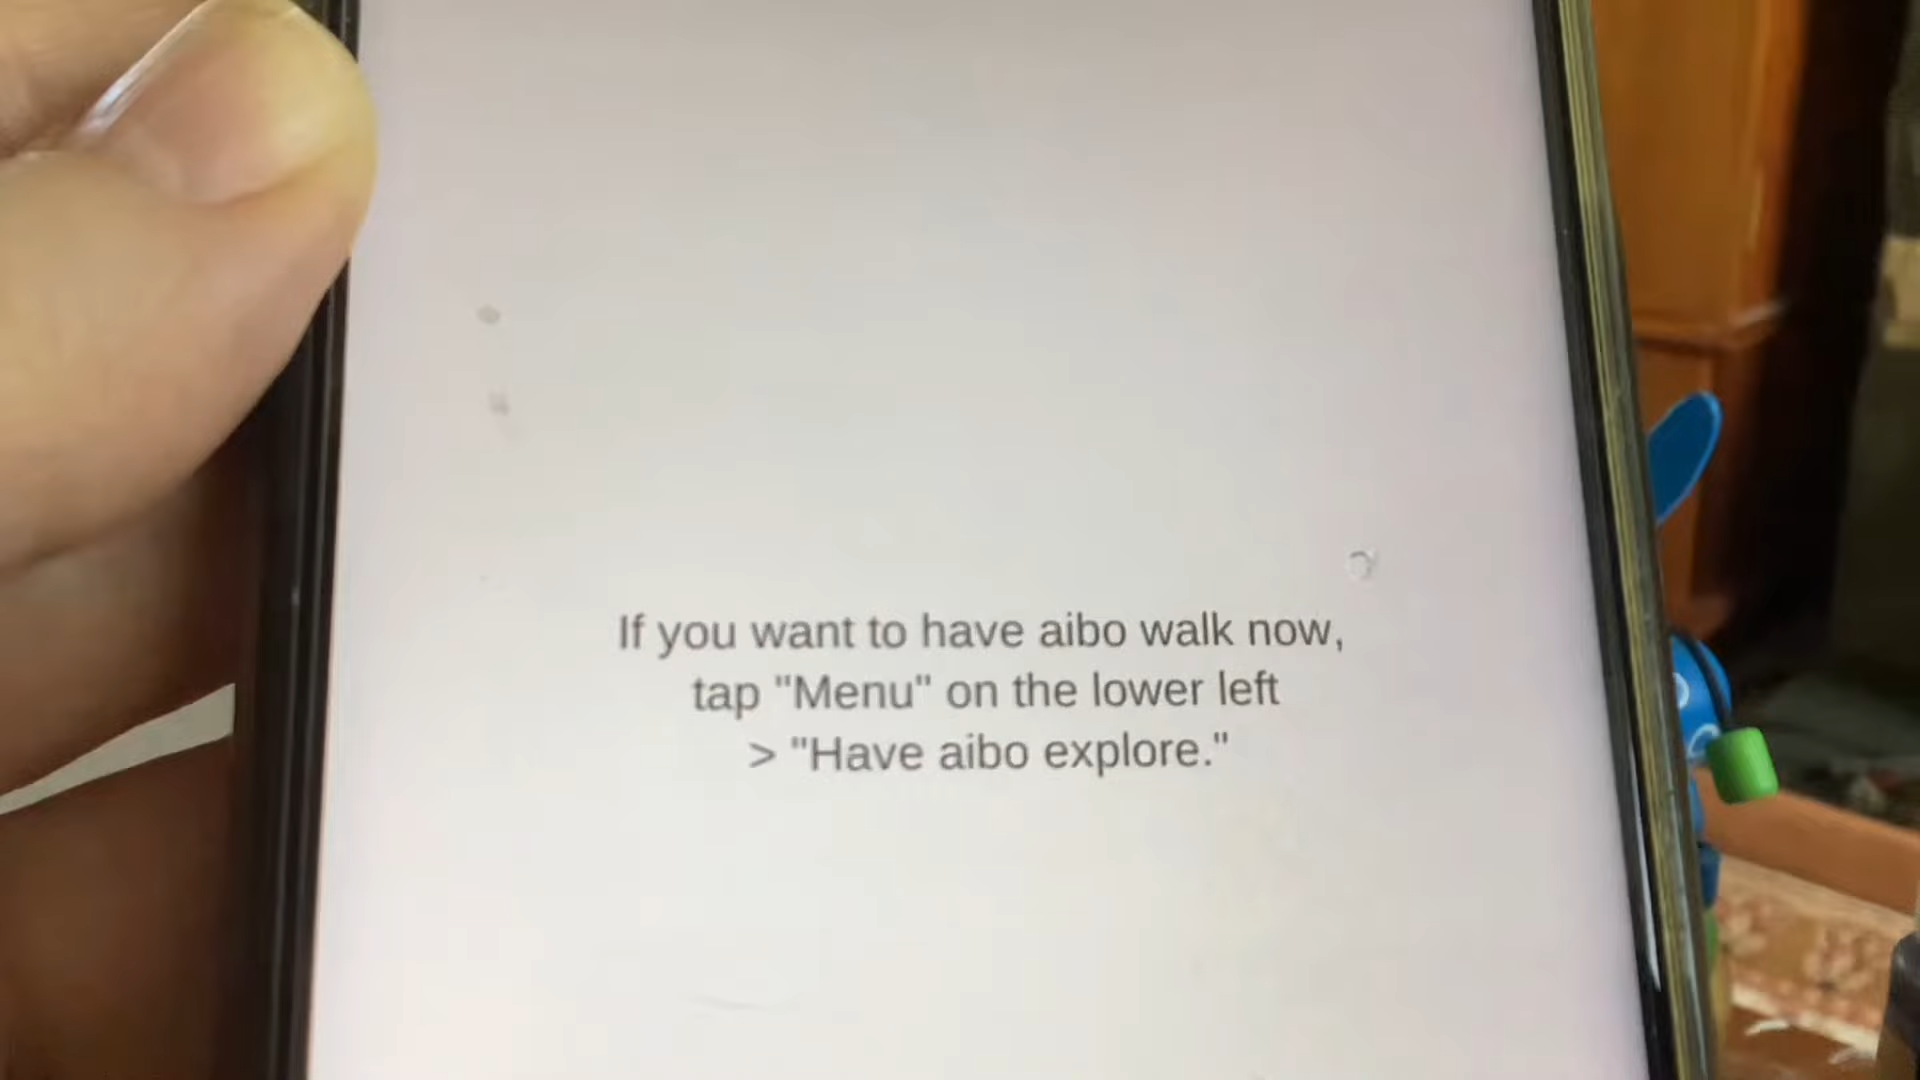 If you want to have aibo walk now,
tap "Menu" on the lower left
> "Have aibo explore."